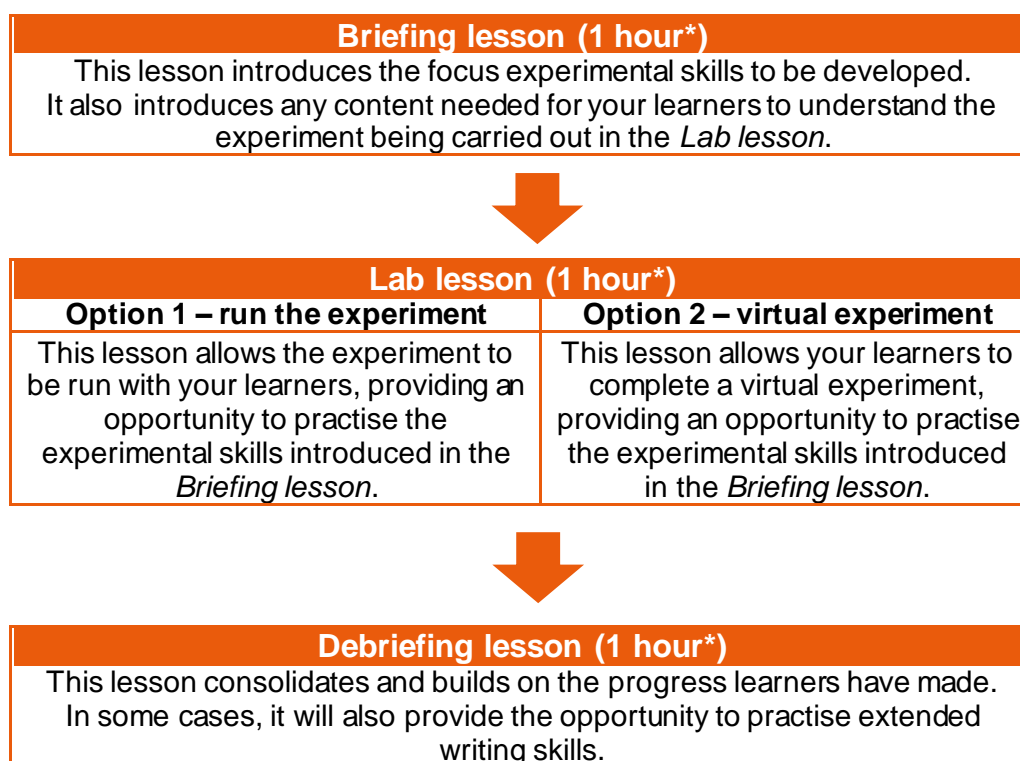 Briefing lesson (1 hour*)
This lesson introduces the focus experimental skills to be developed.
It also introduces any content needed for your learners to understand the
experiment being carried out in the Lab lesson.
Lab lesson (1 hour*)
Option 1 – run the experiment
This lesson allows the experiment to
be run with your learners, providing an
opportunity to practise the
experimental skills introduced in the
Briefing lesson.
Option 2 – virtual experiment
This lesson allows your learners to
complete a virtual experiment,
providing an opportunity to practise
the experimental skills introduced
in the Briefing lesson.
Debriefing lesson (1 hour*)
This lesson consolidates and builds on the progress learners have made.
In some cases, it will also provide the opportunity to practise extended
writing skills.